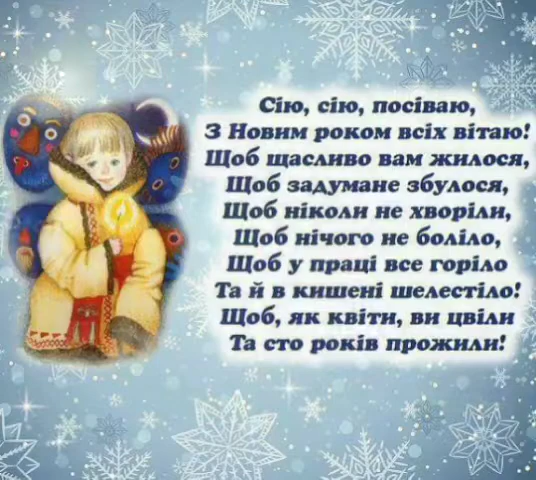 Сію, сію, посіваю,
З Новим роком всіх вітаю!
Щоб щасливо вам жилося,
Щоб задумане збулося,
Щоб ніколи не хворіли,
Щоб нічого не боліло,
Щоб у праці все горіло
Та й в кишені шелестіло!
Щоб, як квіти, ви цвіли
Та сто років прожили!